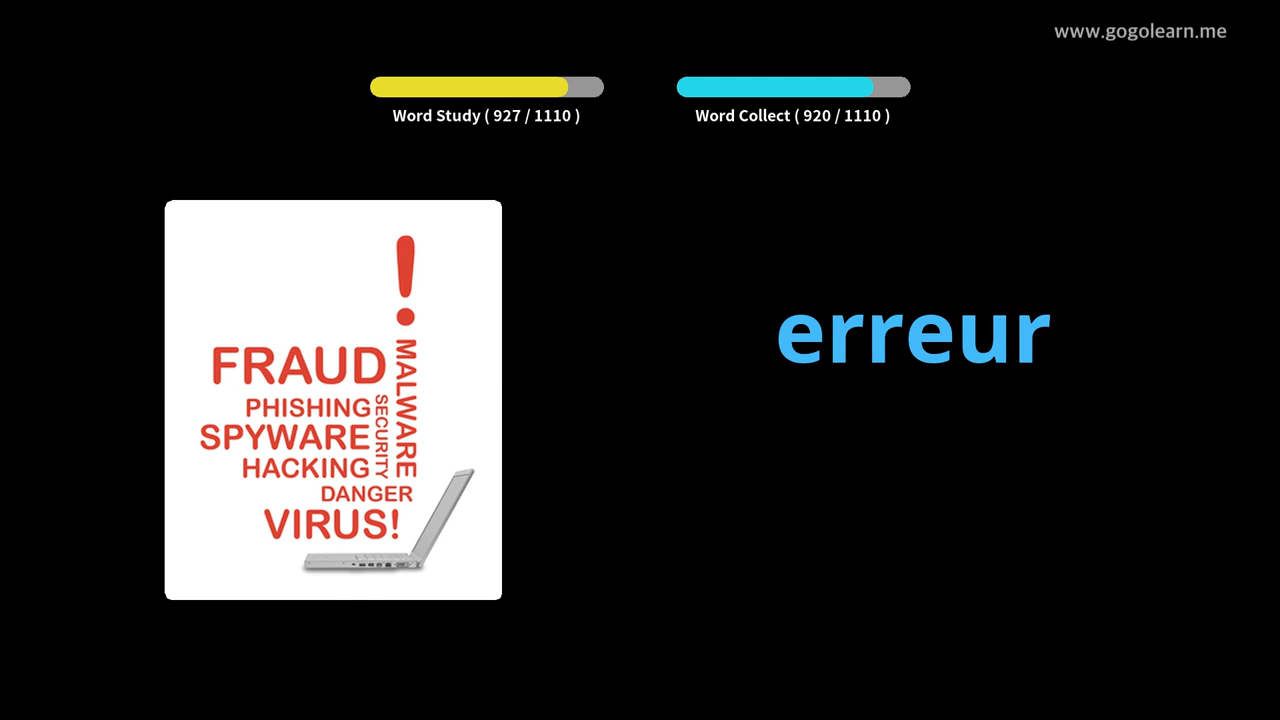 www.gogolearn.me
Word Study ( 927 / 1110 )
Word Collect ( 920 / 1110 )
!
FRAUD
MALWARE
PHISHING
SECURITY
SPYWARE
HACKING
DANGER
VIRUS!
erreur